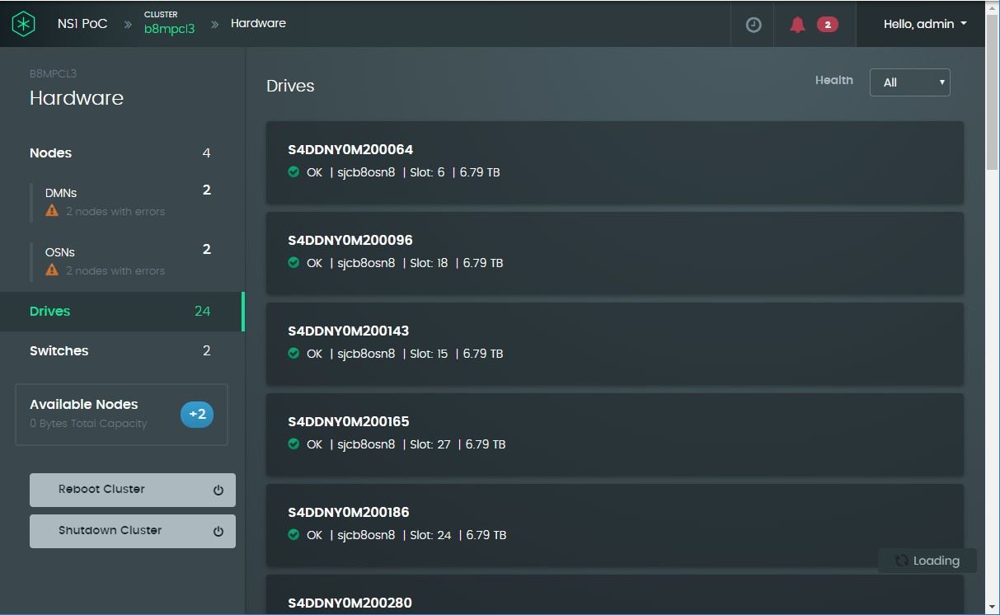 NS1 PoC » CLUSTER b8mpcl3 » Hardware
2
Hello, admin
B8MPCL3
Hardware
Nodes 4
DMNs 2
2 nodes with errors
OSNs 2
2 nodes with errors
Drives 24
Switches 2
Available Nodes +2
0 Bytes Total Capacity
Reboot Cluster
Shutdown Cluster
Drives
Health All
S4DDNY0M200064
OK | sjcb8osn8 | Slot: 6 | 6.79 TB
S4DDNY0M200096
OK | sjcb8osn8 | Slot: 18 | 6.79 TB
S4DDNY0M200143
OK | sjcb8osn8 | Slot: 15 | 6.79 TB
S4DDNY0M200165
OK | sjcb8osn8 | Slot: 27 | 6.79 TB
S4DDNY0M200186
OK | sjcb8osn8 | Slot: 24 | 6.79 TB
Loading
S4DDNY0M200280